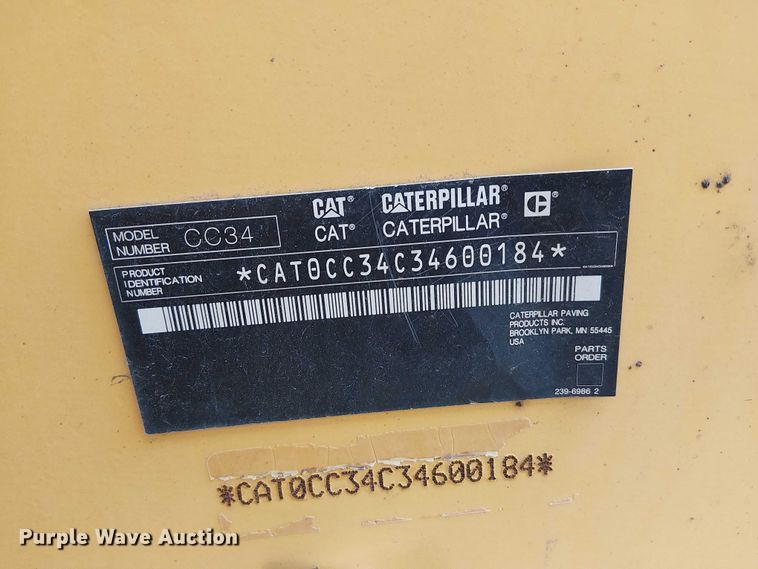 CAT® CATERPILLAR® C
CAT® CATERPILLAR®
MODEL NUMBER CC34
PRODUCT IDENTIFICATION NUMBER *CAT0CC34C34600184*
CATERPILLAR PAVING
PRODUCTS INC.
BROOKLYN PARK, MN 55445
USA
PARTS
ORDER
239-6986 2
*CAT0CC34C34600184*
Purple Wave Auction